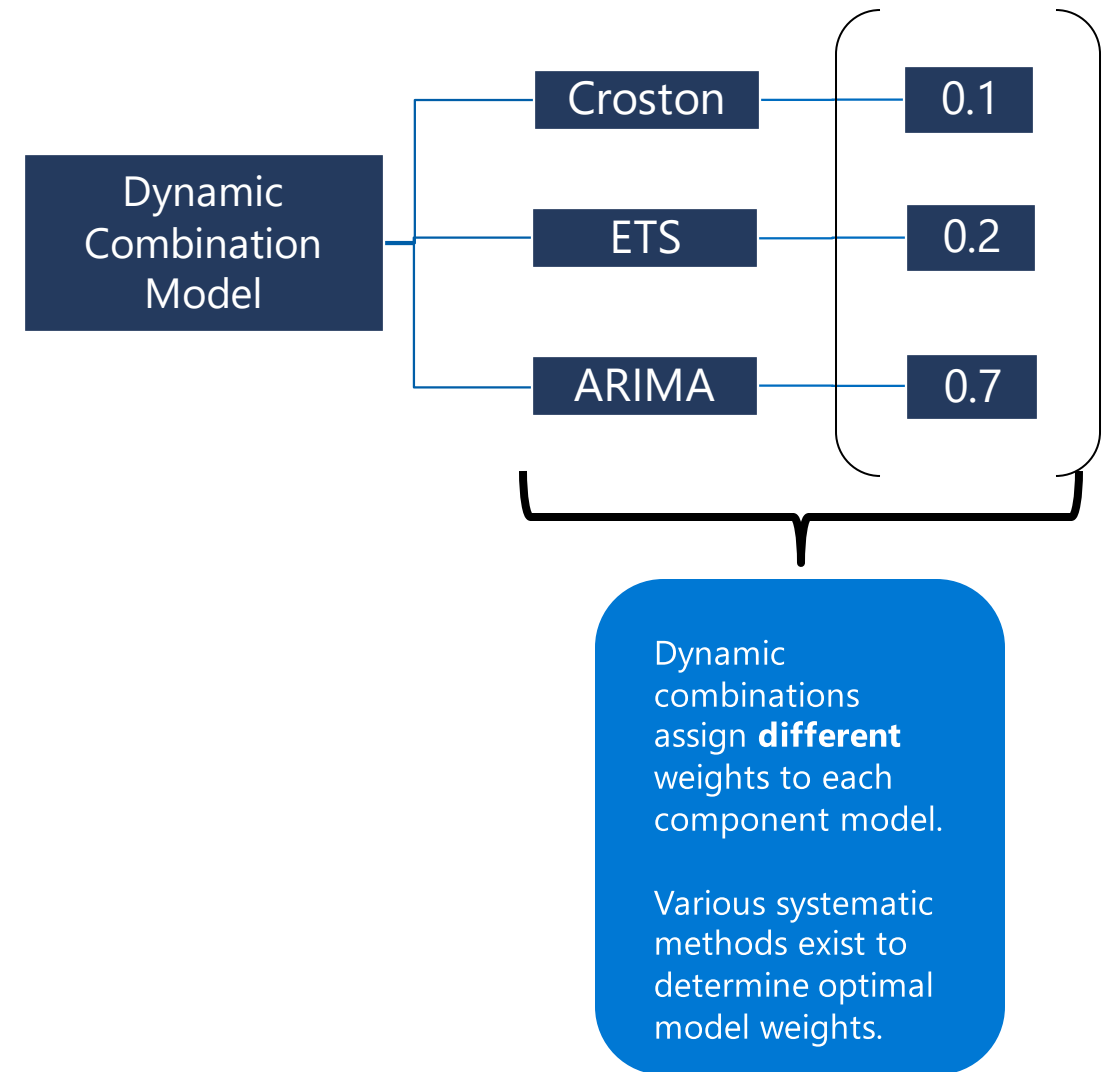 Dynamic
Combination
Model
Croston
0.1
ETS
0.2
ARIMA
0.7
Dynamic
combinations
assign different
weights to each
component model.
Various systematic
methods exist to
determine optimal
model weights.